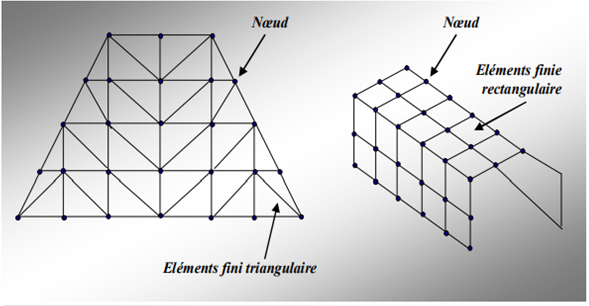 Nœud
Nœud
Eléments finie
rectangulaire
Eléments fini triangulaire